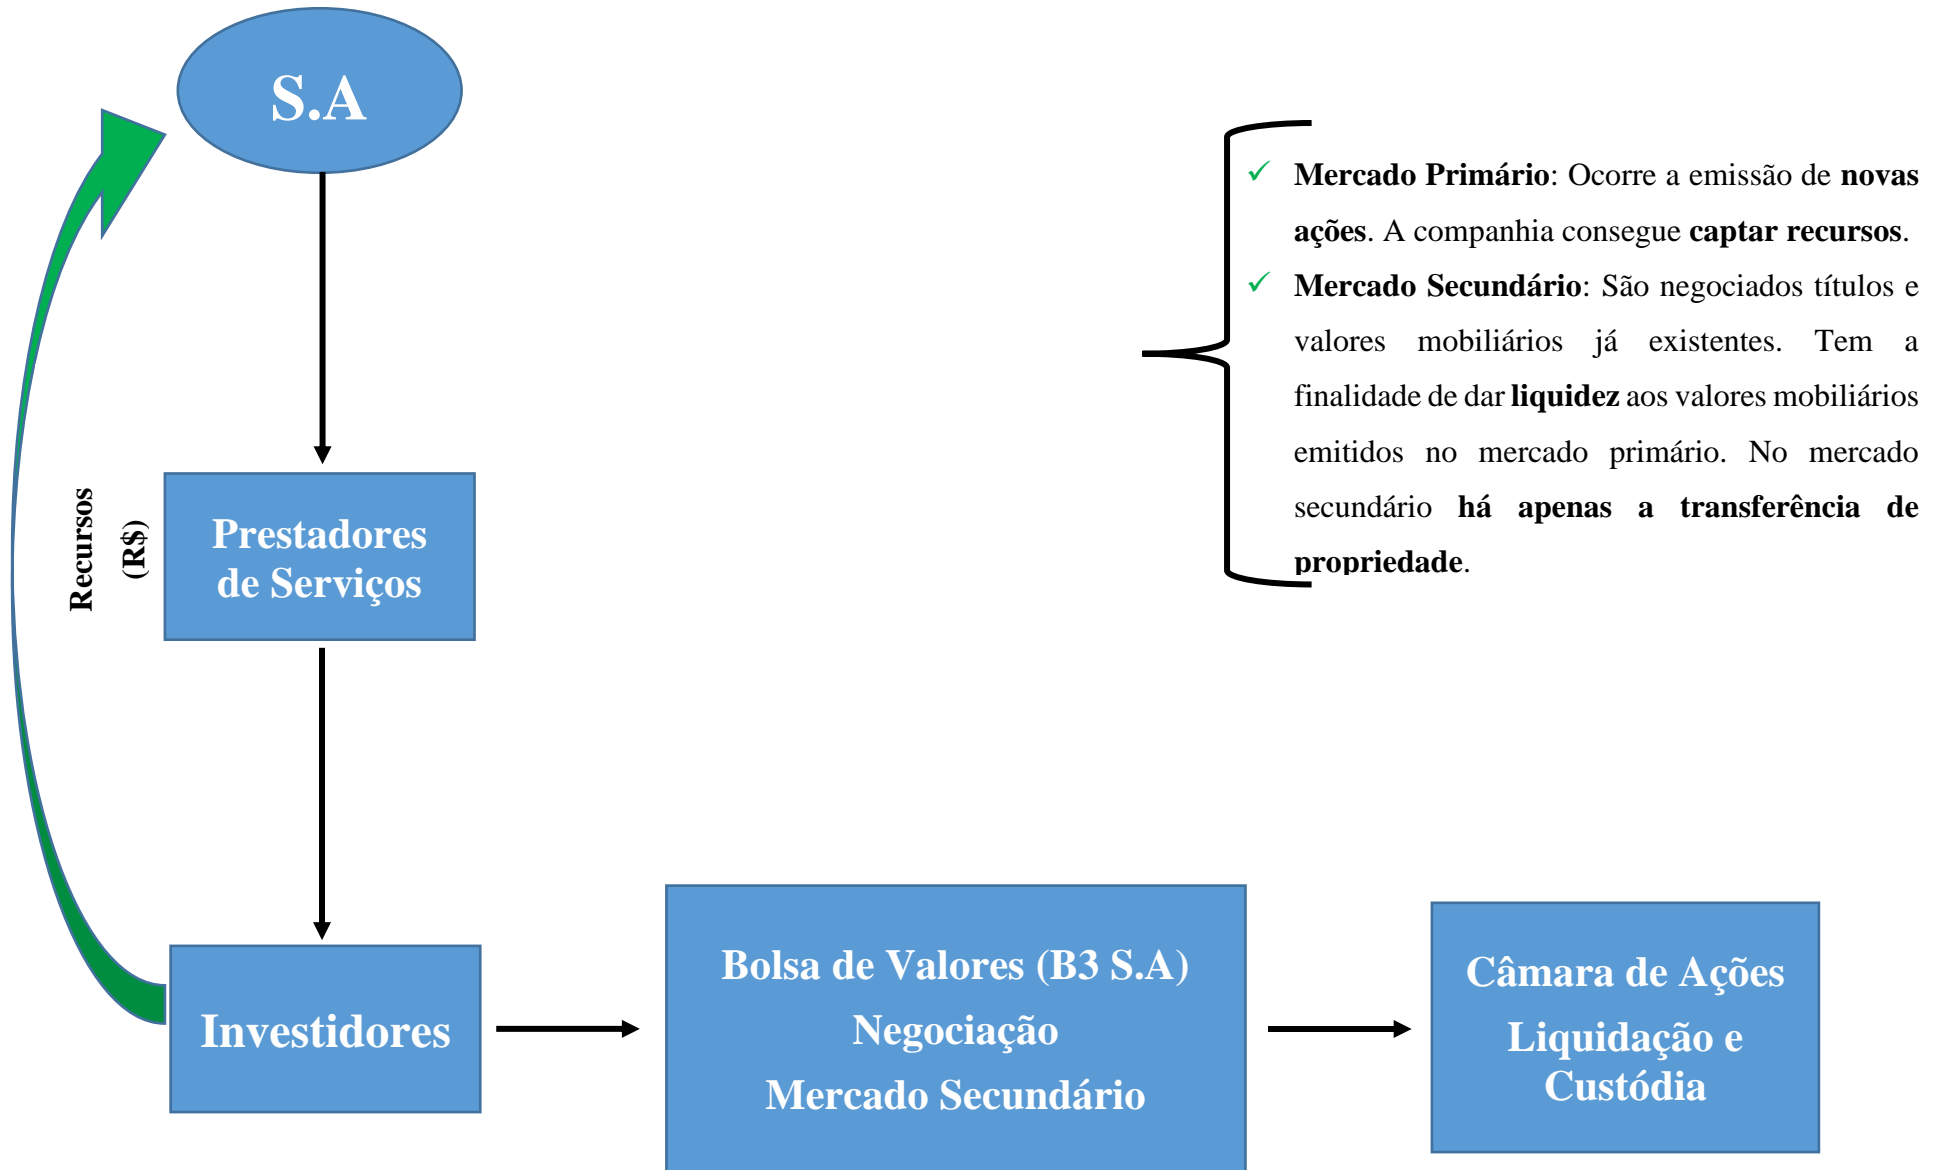 S.A
Mercado Primário: Ocorre a emissão de novas
ações. A companhia consegue captar recursos.
Mercado Secundário: São negociados títulos e
valores mobiliários já existentes. Tem a
finalidade de dar liquidez aos valores mobiliários
emitidos no mercado primário. No mercado
secundário há apenas a transferência de
propriedade.
Recursos
(R$)
Prestadores
de Serviços
Investidores
Bolsa de Valores (B3 S.A)
Negociação
Mercado Secundário
Câmara de Ações
Liquidação e
Custódia